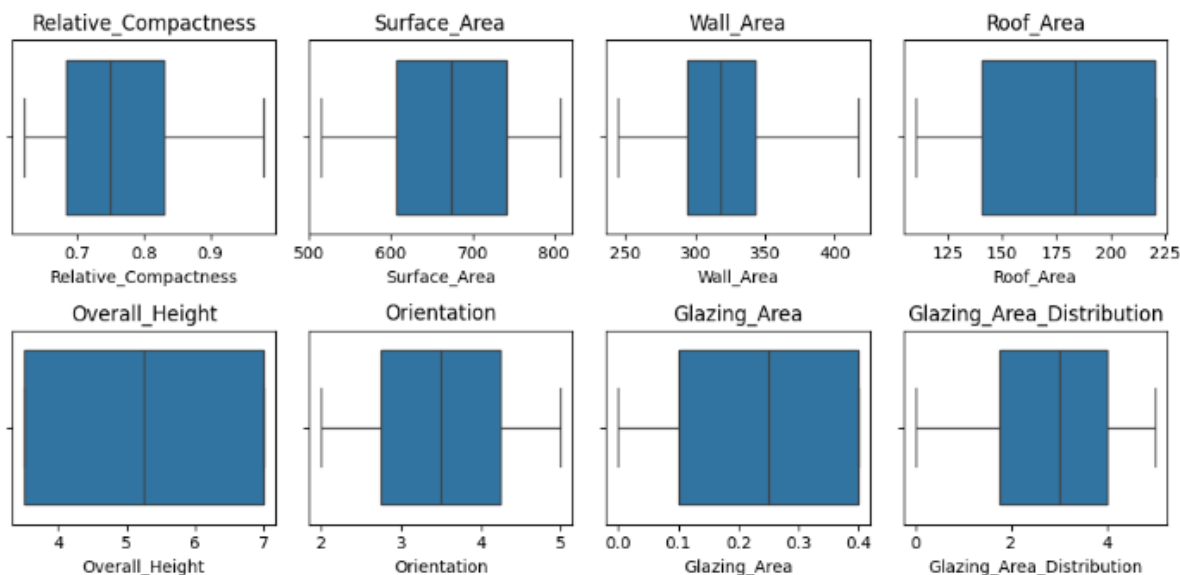 Relative_Compactness Surface_Area Wall_Area Roof_Area
0.7 0.8 0.9 500 600 700 800 250 300 350 400 125 150 175 200 225
Relative_Compactness Surface_Area Wall_Area Roof_Area
Overall_Height Orientation Glazing_Area Glazing_Area_Distribution
4 5 6 7 2 3 4 5 0.0 0.1 0.2 0.3 0.4 0 2 4
Overall_Height Orientation Glazing_Area Glazing_Area_Distribution